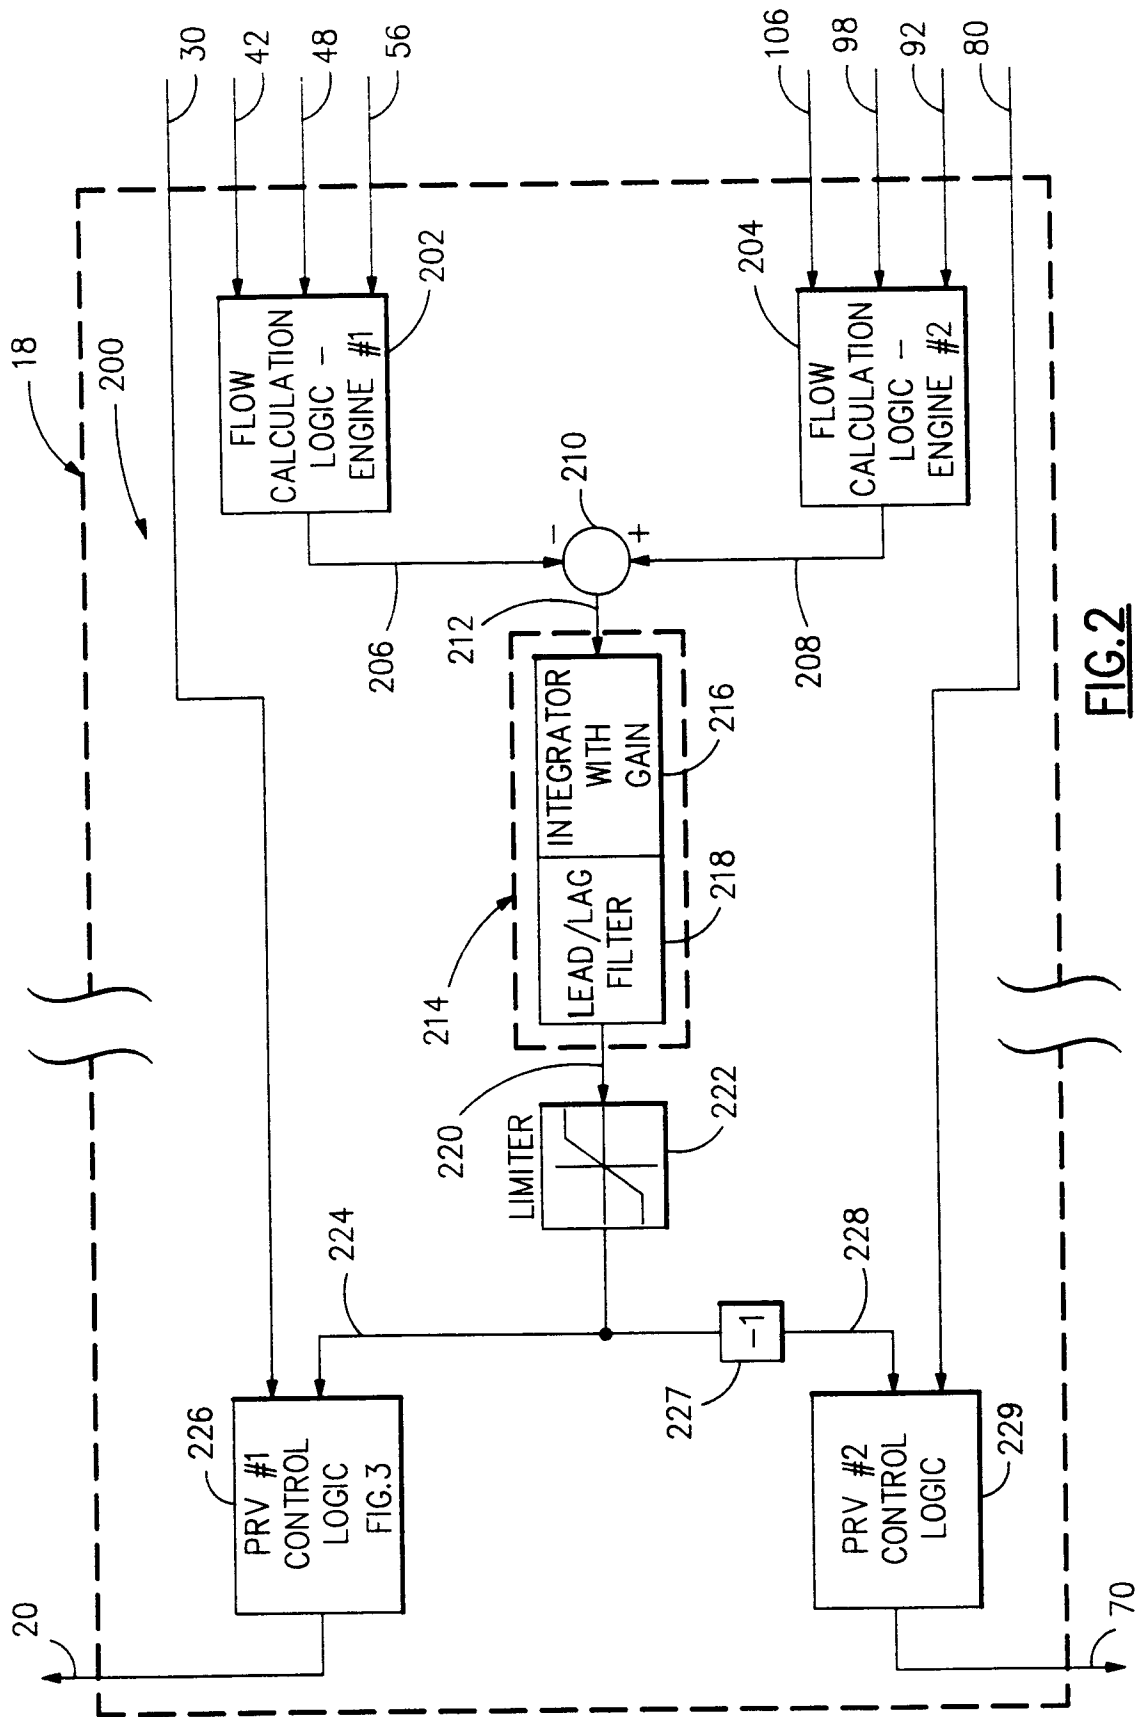 18
200
30
42
48
56
FLOW
CALCULATION
LOGIC –
ENGINE #1
202
106
98
92
80
FLOW
CALCULATION
LOGIC –
ENGINE #2
204
206
208
210
-
+
212
214
INTEGRATOR
WITH
GAIN
216
LEAD/LAG
FILTER
218
220
LIMITER
222
224
-1
227
228
PRV #1
CONTROL
LOGIC
FIG.3
226
PRV #2
CONTROL
LOGIC
229
20
70
FIG.2